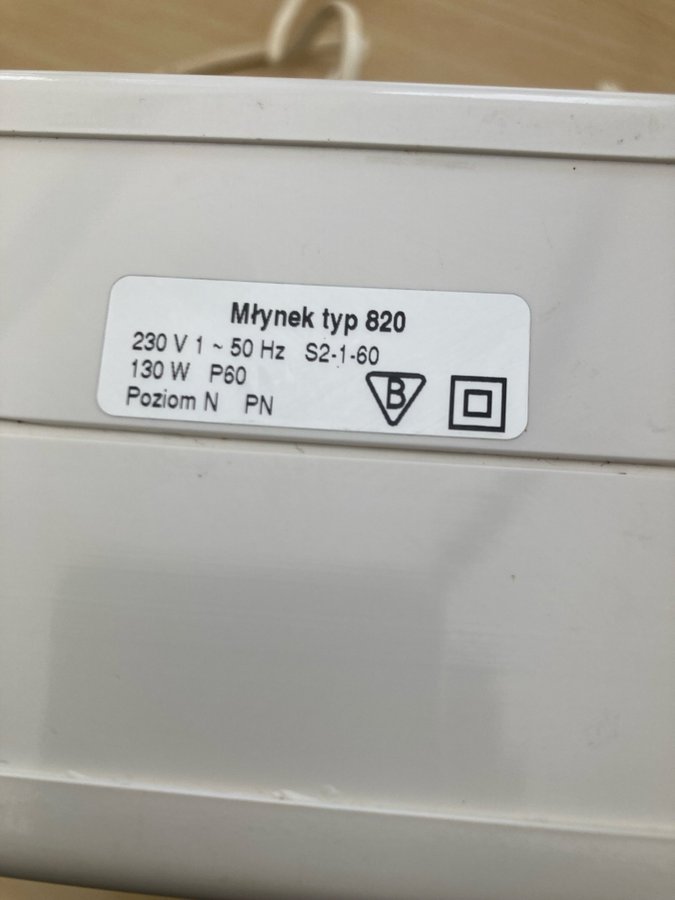 Młynek typ 820
230 V 1 ~ 50 Hz S2-1-60
130 W P60
Poziom N PN
B